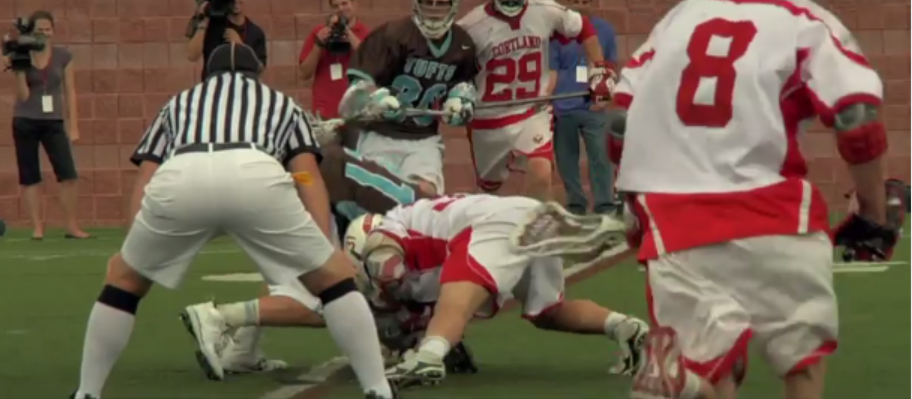 TUFTS
CORTLAND
29
8